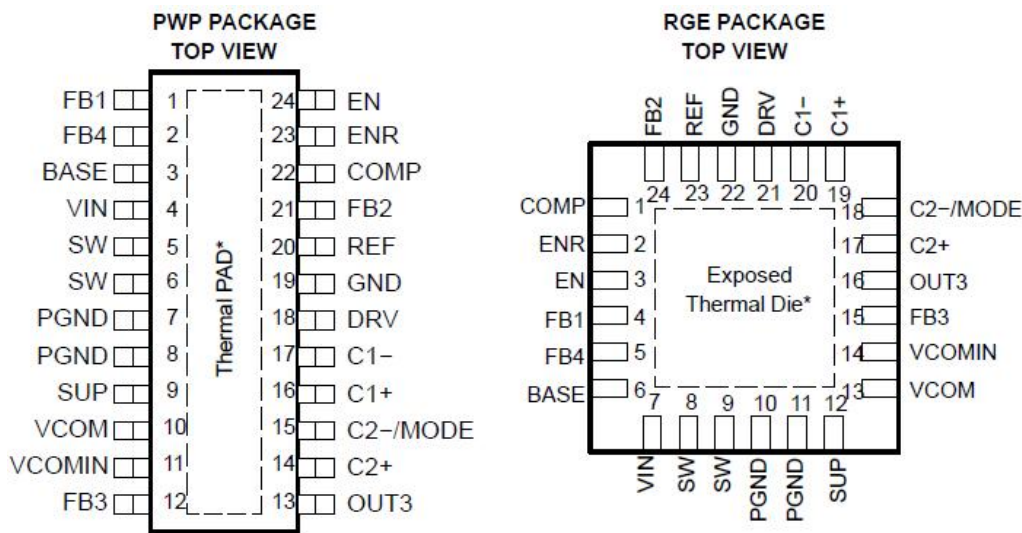 PWP PACKAGE
TOP VIEW
FB1 1 24 EN
FB4 2 23 ENR
BASE 3 22 COMP
VIN 4 21 FB2
SW 5 20 REF
SW 6 19 GND
PGND 7 18 DRV
PGND 8 17 C1−
SUP 9 16 C1+
VCOM 10 15 C2−/MODE
VCOMIN 11 14 C2+
FB3 12 13 OUT3
Thermal PAD*
RGE PACKAGE
TOP VIEW
FB2 REF GND DRV C1− C1+
24 23 22 21 20 19
COMP 1 18 C2−/MODE
ENR 2 17 C2+
EN 3 16 OUT3
FB1 4 15 FB3
FB4 5 14 VCOMIN
BASE 6 13 VCOM
Exposed
Thermal Die*
7 8 9 10 11 12
VIN SW SW PGND PGND SUP